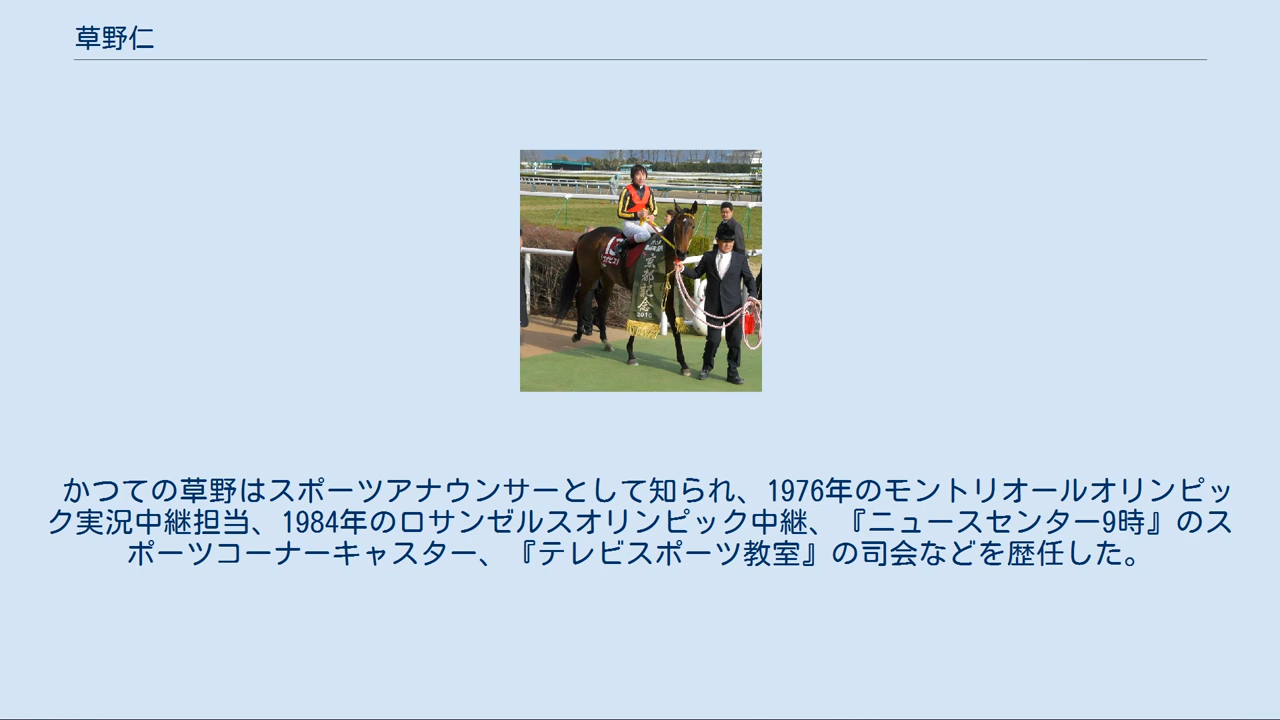 草野仁
京都記念
2010
かつての草野はスポーツアナウンサーとして知られ、1976年のモントリオールオリンピッ
ク実況中継担当、1984年のロサンゼルスオリンピック中継、『ニュースセンター9時』のス
ポーツコーナーキャスター、『テレビスポーツ教室』の司会などを歴任した。